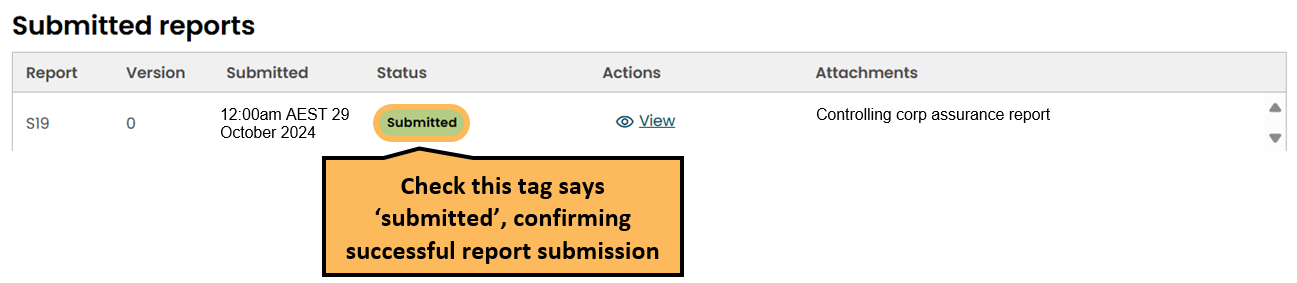 Submitted reports
Report Version Submitted Status Actions Attachments
S19 0 12:00am AEST 29 Submitted View Controlling corp assurance report
October 2024
Check this tag says
‘submitted’, confirming
successful report submission